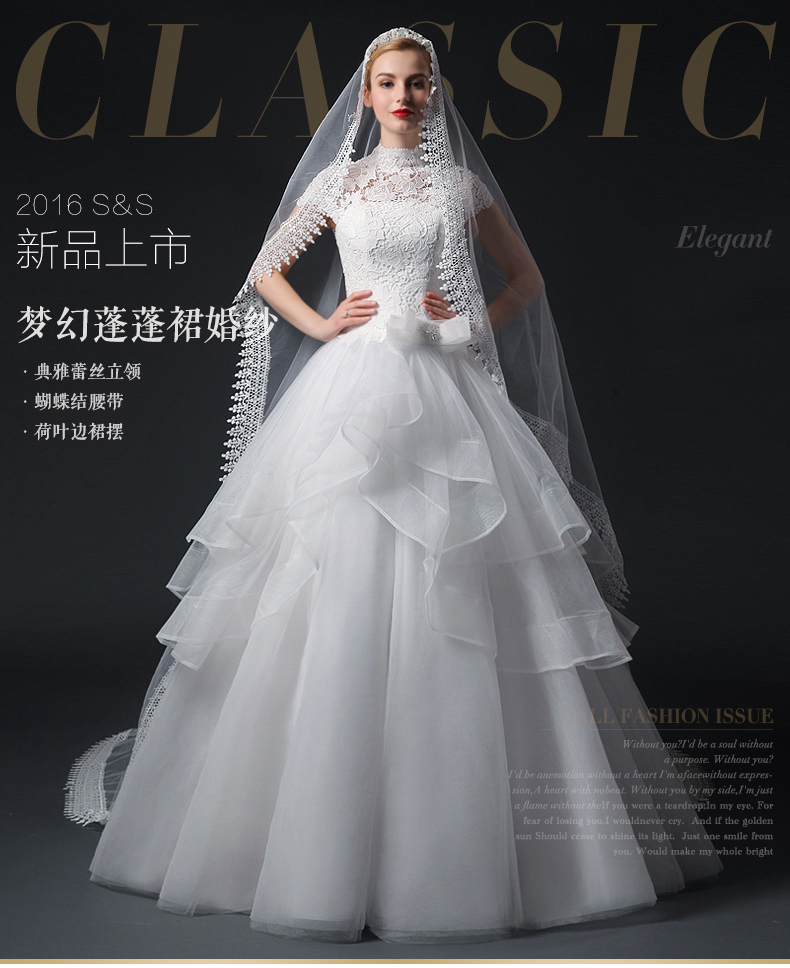 CLASSIC
2016 S&S
新品上市
Elegant
梦幻蓬蓬裙婚纱
· 典雅蕾丝立领
· 蝴蝶结腰带
· 荷叶边裙摆
FASHION ISSUE
Without you?I'd be a soul without
a purpose. Without you?
I'd be anemotion without a heart I'm afacewithout expres-
sion,A heart with nobeat. Without you by my side,I'm just
a flame without theIf you were a teardrop;In my eye, For
fear of losing you,I wouldnever cry. And if the golden
sun Should cease to shine its light, Just one smile from
you, Would make my whole bright